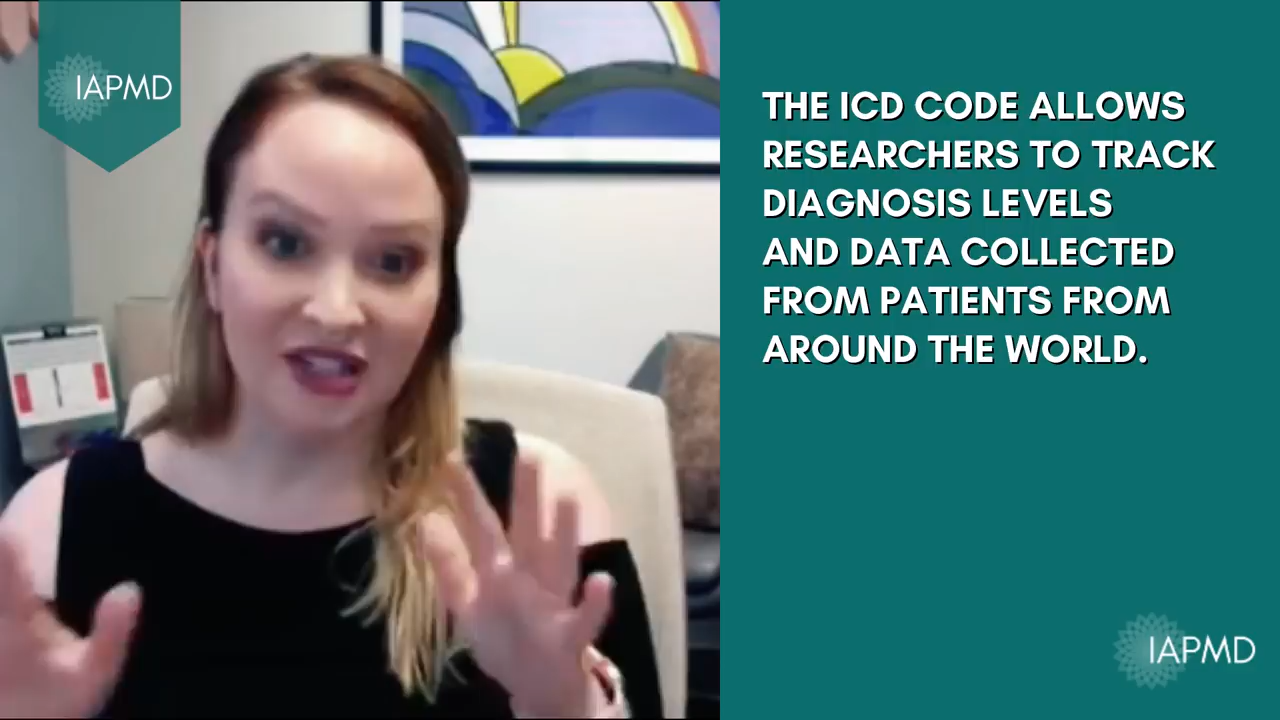 IAPMD
THE ICD CODE ALLOWS
RESEARCHERS TO TRACK
DIAGNOSIS LEVELS
AND DATA COLLECTED
FROM PATIENTS FROM
AROUND THE WORLD.
IAPMD